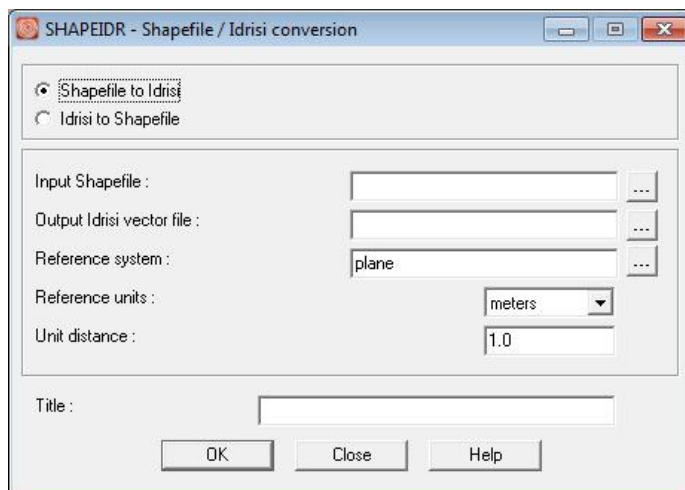 SHAPEIDR - Shapefile / Idrisi conversion
Shapefile to Idrisi
Idrisi to Shapefile
Input Shapefile :
...
Output Idrisi vector file :
...
Reference system : plane ...
Reference units : meters
Unit distance : 1.0
Title :
OK Close Help